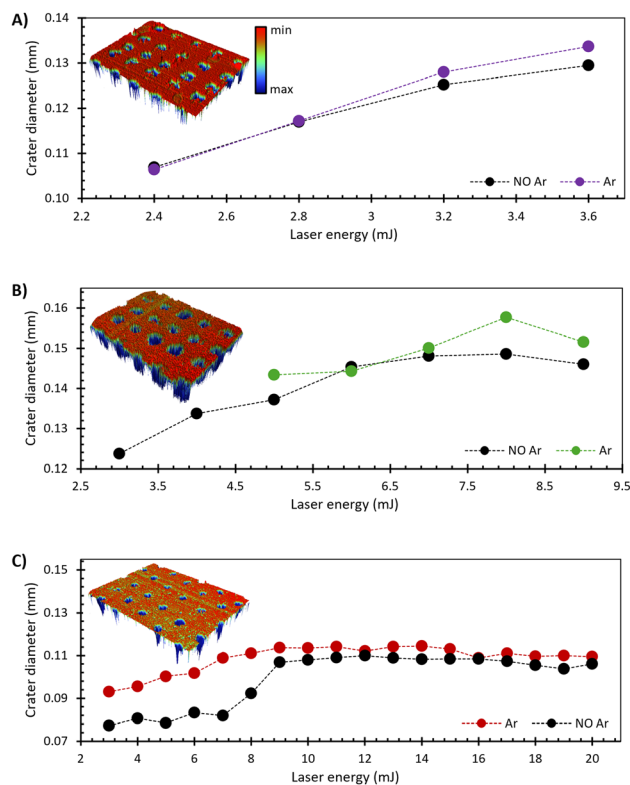 A)
0.14
0.13
0.12
0.11
0.10
Crater diameter (mm)
min
max
NO Ar
Ar
2.2 2.4 2.6 2.8 3 3.2 3.4 3.6
Laser energy (mJ)
B)
0.16
0.15
0.14
0.13
0.12
Crater diameter (mm)
NO Ar
Ar
2.5 3.5 4.5 5.5 6.5 7.5 8.5 9.5
Laser energy (mJ)
C)
0.15
0.13
0.11
0.09
0.07
Crater diameter (mm)
Ar
NO Ar
2 4 6 8 10 12 14 16 18 20
Laser energy (mJ)